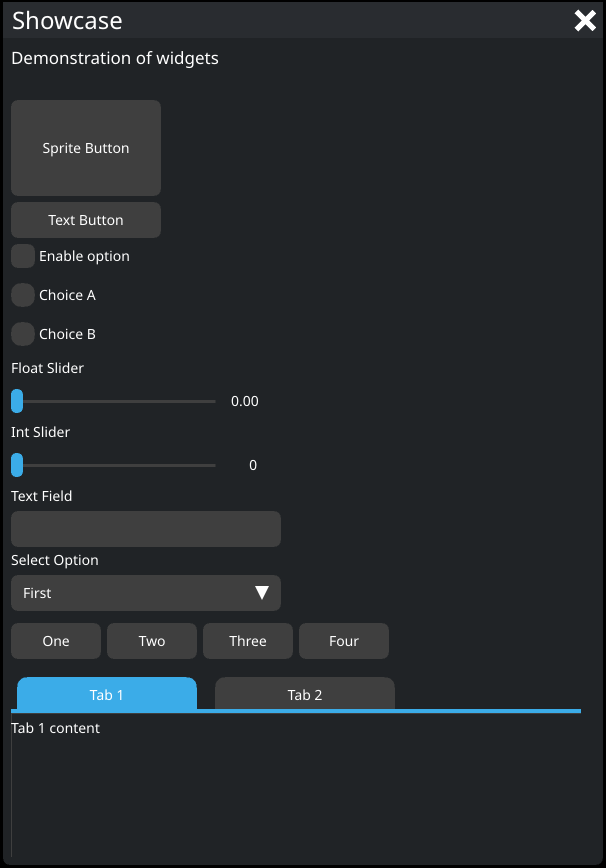 Showcase
Demonstration of widgets
Sprite Button
Text Button
Enable option
Choice A
Choice B
Float Slider
0.00
Int Slider
0
Text Field
Select Option
First
One Two Three Four
Tab 1 Tab 2
Tab 1 content